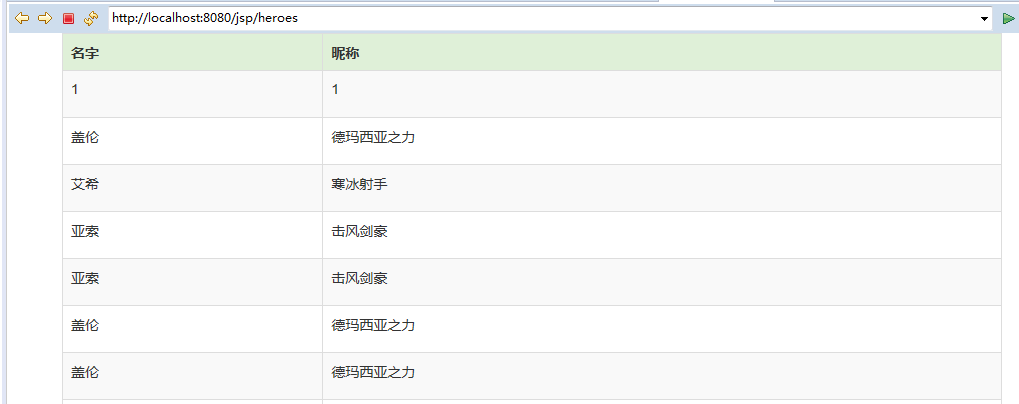 http://localhost:8080/jsp/heroes
名字 昵称
1 1
盖伦 德玛西亚之力
艾希 寒冰射手
亚索 击风剑豪
亚索 击风剑豪
盖伦 德玛西亚之力
盖伦 德玛西亚之力